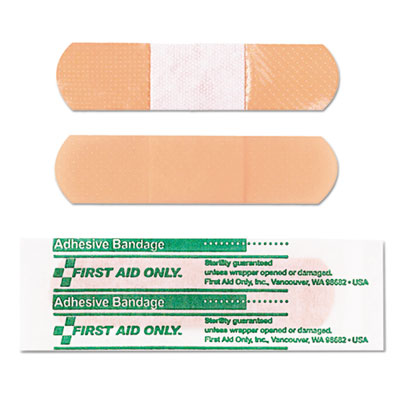 Adhesive Bandage
FIRST AID ONLY.
Sterility guaranteed
unless wrapper opened or damaged.
First Aid Only, Inc., Vancouver, WA 98682 • USA
Adhesive Bandage
FIRST AID ONLY.
Sterility guaranteed
unless wrapper opened or damaged.
First Aid Only, Inc., Vancouver, WA 98682 • USA